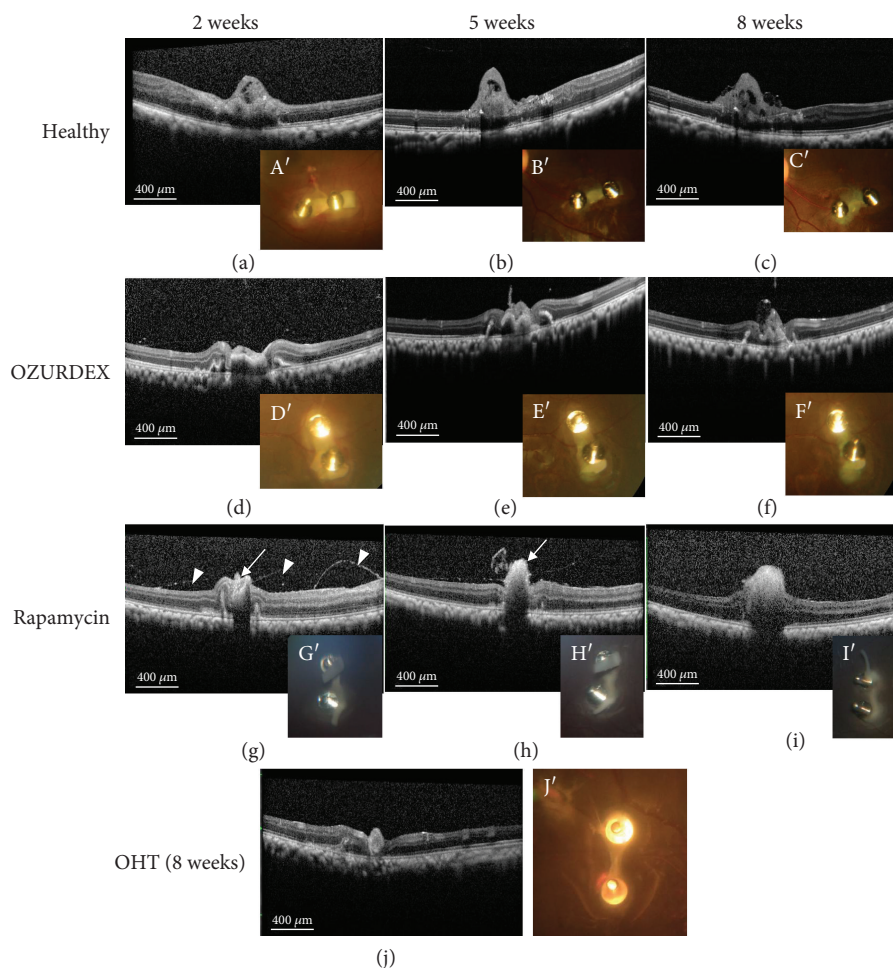 2 weeks 5 weeks 8 weeks
Healthy
400 μm A′ 400 μm B′ 400 μm C′
(a) (b) (c)
OZURDEX
400 μm D′ 400 μm E′ 400 μm F′
(d) (e) (f)
Rapamycin
400 μm G′ 400 μm H′ 400 μm I′
(g) (h) (i)
OHT (8 weeks)
400 μm J′
(j)